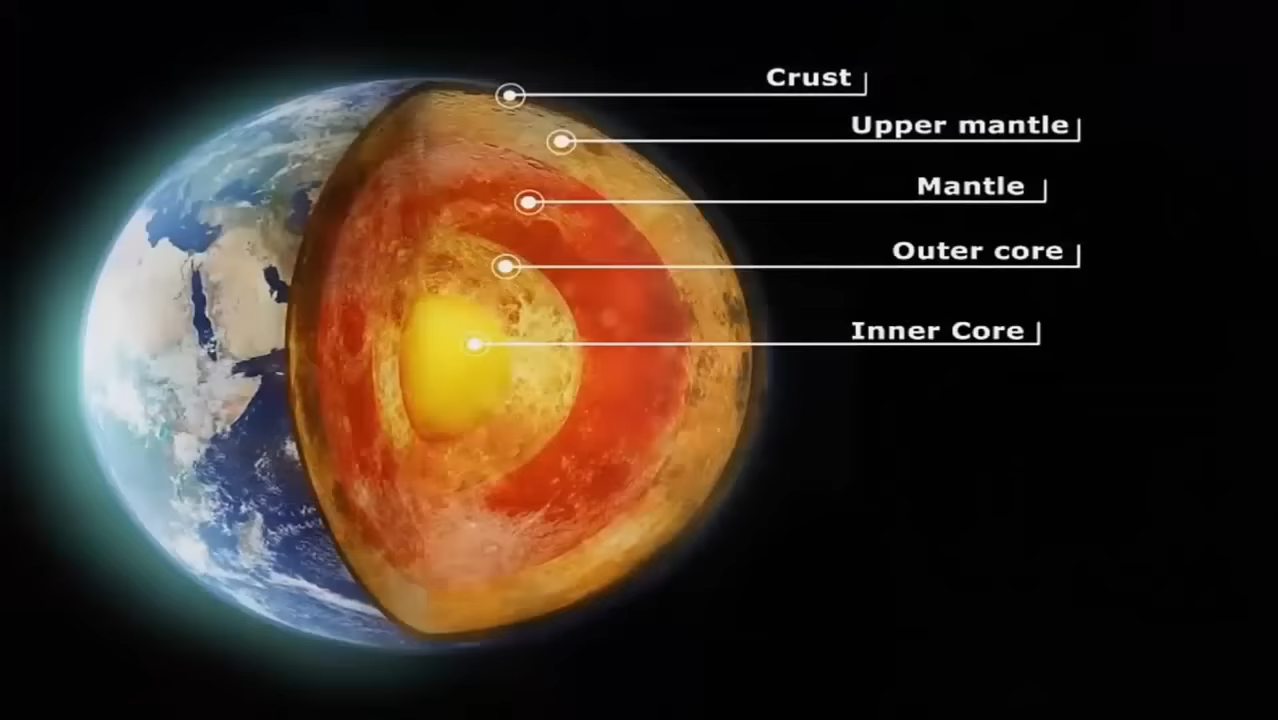 Crust
Upper mantle
Mantle
Outer core
Inner Core